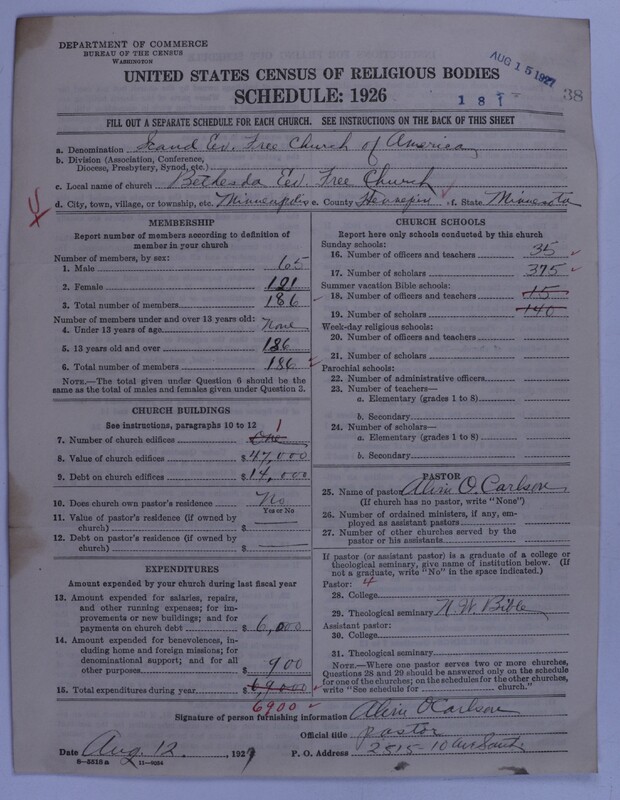 DEPARTMENT OF COMMERCE
BUREAU OF THE CENSUS
WASHINGTON
AUG 15 1927
UNITED STATES CENSUS OF RELIGIOUS BODIES
SCHEDULE: 1926
181
38
FILL OUT A SEPARATE SCHEDULE FOR EACH CHURCH. SEE INSTRUCTIONS ON THE BACK OF THIS SHEET
a. Denomination Scand Ev. Free Church of America
b. Division (Association, Conference, Diocese, Presbytery, Synod, etc.)
c. Local name of church Bethesda Ev. Free Church
d. City, town, village, or township, etc. Minneapolis e. County Hennepin f. State Minnesota
MEMBERSHIP
Report number of members according to definition of
member in your church
Number of members, by sex:
1. Male 65
2. Female 121
3. Total number of members 186
Number of members under and over 13 years old:
4. Under 13 years of age None
5. 13 years old and over 186
6. Total number of members 186
NOTE.—The total given under Question 6 should be
the same as the total of males and females given under Question 3.
CHURCH BUILDINGS
See instructions, paragraphs 10 to 12
7. Number of church edifices One 1
8. Value of church edifices $47,000
9. Debt on church edifices $14,000
10. Does church own pastor's residence No
Yes or No
11. Value of pastor's residence (if owned by
church) $
12. Debt on pastor's residence (if owned by
church) $
EXPENDITURES
Amount expended by your church during last fiscal year
13. Amount expended for salaries, repairs,
and other running expenses; for im-
provements or new buildings; and for
payments on church debt $6,000
14. Amount expended for benevolences, in-
cluding home and foreign missions; for
denominational support; and for all
other purposes $900
15. Total expenditures during year $6,9000
6900
CHURCH SCHOOLS
Report here only schools conducted by this church
Sunday schools:
16. Number of officers and teachers 35
17. Number of scholars 375
Summer vacation Bible schools:
18. Number of officers and teachers 15
19. Number of scholars 140
Week-day religious schools:
20. Number of officers and teachers
21. Number of scholars
Parochial schools:
22. Number of administrative officers
23. Number of teachers—
a. Elementary (grades 1 to 8)
b. Secondary
24. Number of scholars—
a. Elementary (grades 1 to 8)
b. Secondary
PASTOR
25. Name of pastor O. Carlson
(If church has no pastor, write "None")
26. Number of ordained ministers, if any, em-
ployed as assistant pastors
27. Number of other churches served by the
pastor or his assistants
If pastor (or assistant pastor) is a graduate of a college or
theological seminary, give name of institution below. (If
not a graduate, write "No" in the space indicated.)
Pastor: 4
28. College
29. Theological seminary N.W. Bible
Assistant pastor:
30. College
31. Theological seminary
NOTE.—Where one pastor serves two or more churches,
Questions 28 and 29 should be answered only on the schedule
for one of the churches; on the schedules for the other churches,
write "See schedule for church."
Signature of person furnishing information O Carlson
Official title pastor
Date Aug. 12, 1927 P. O. Address 2815-10 Ave South
8-5518a 11-9054